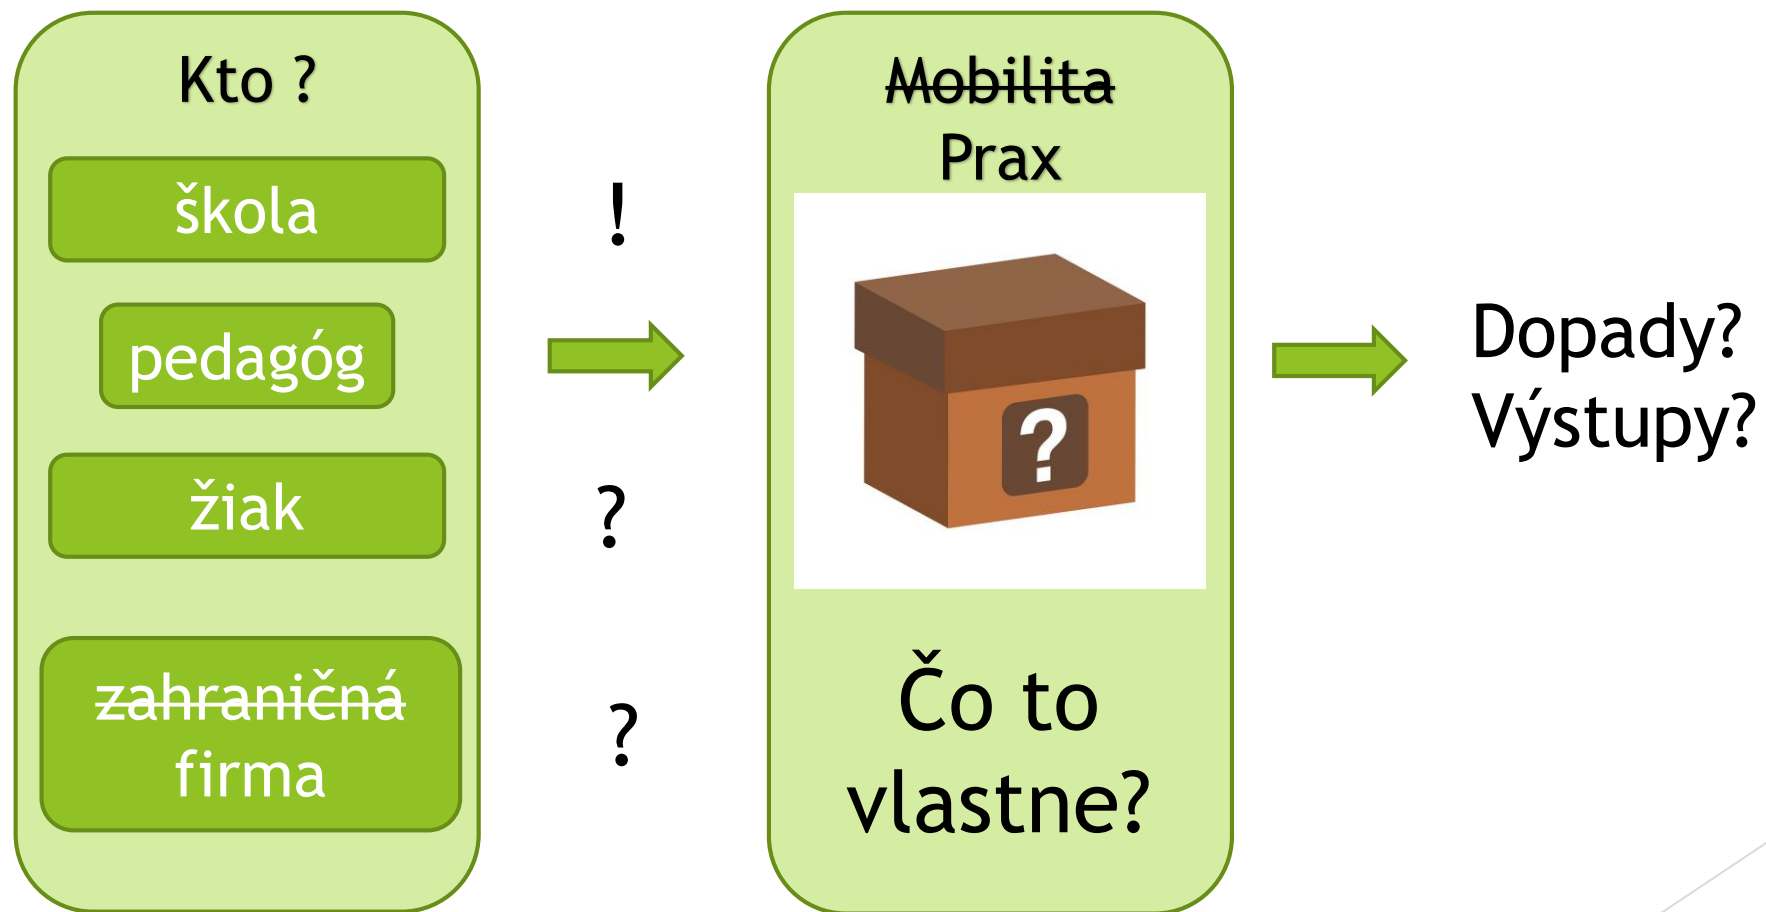 Kto ?
škola
pedagóg
žiak
zahraničná
firma
!
?
?
Mobilita
Prax
?
Čo to
vlastne?
Dopady?
Výstupy?